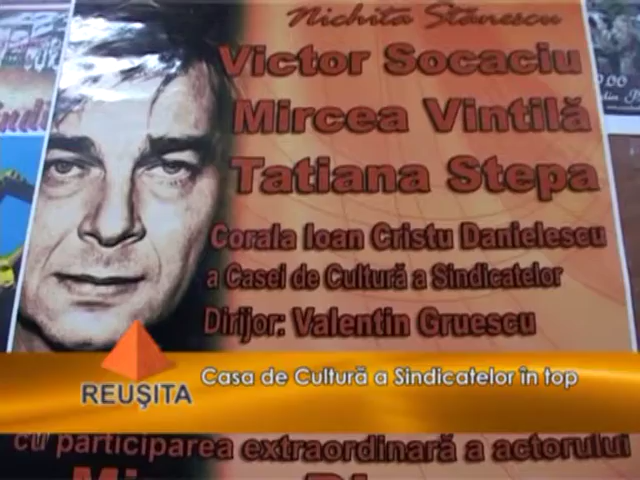 Nichita Stănescu
Victor Socaciu
Mircea Vintilă
Tatiana Stepa
Corala Ioan Cristu Danielescu
a Casei de Cultură a Sindicatelor
Dirijor: Valentin Gruescu
Casa de Cultură a Sindicatelor în top
REUŞITA
cu participarea extraordinară a actorului